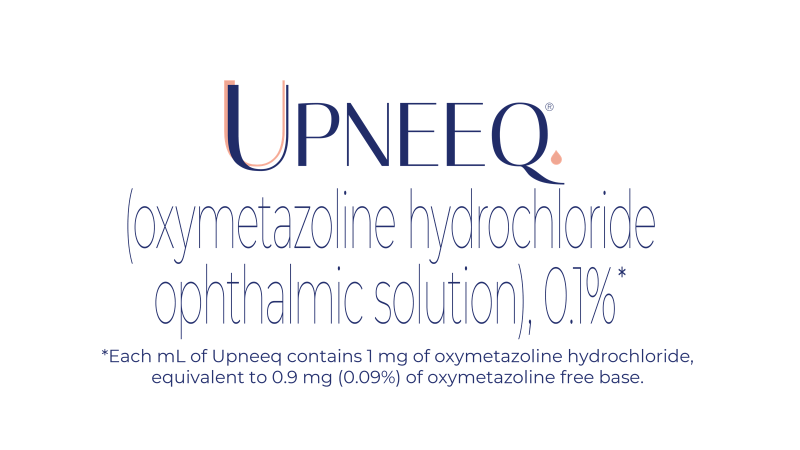 UPNEEQ®
(oxymetazoline hydrochloride
ophthalmic solution), 0.1%*
*Each mL of Upneeq contains 1 mg of oxymetazoline hydrochloride,
equivalent to 0.9 mg (0.09%) of oxymetazoline free base.